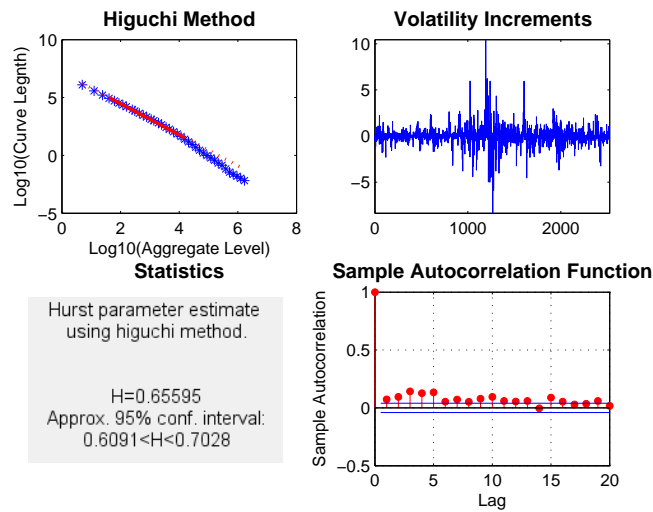 Higuchi Method
Log10(Curve Legnth)
10
5
0
−5
0
2
4
6
8
Log10(Aggregate Level)
Volatility Increments
10
5
0
−5
0
1000
2000
Statistics
Hurst parameter estimate
using higuchi method.
H=0.65595
Approx. 95% conf. interval:
0.6091<H<0.7028
Sample Autocorrelation Function
Sample Autocorrelation
1
0.5
0
−0.5
0
5
10
15
20
Lag